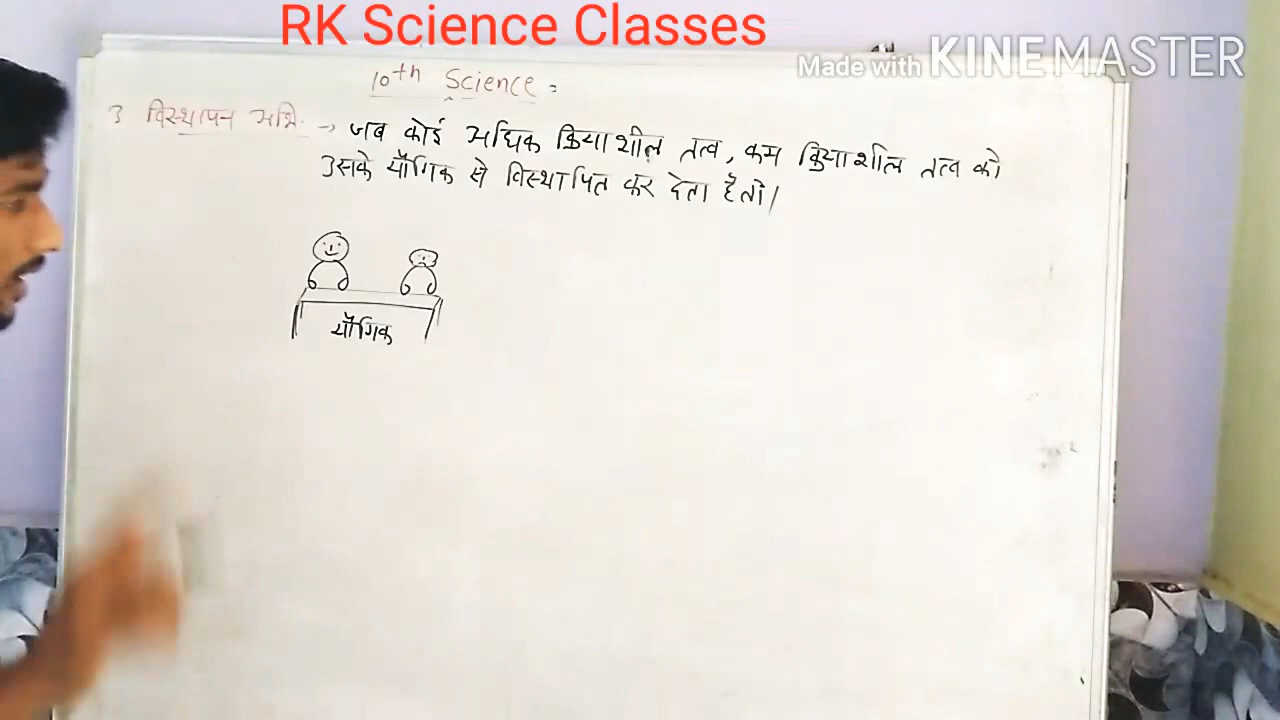 RK Science Classes
Made with KINEMASTER
10th Science
3 विस्थापन अभि. → जब कोई अधिक क्रियाशील तत्व, कम क्रियाशील तत्व को
उसके यौगिक से विस्थापित कर देता है तो।
यौगिक